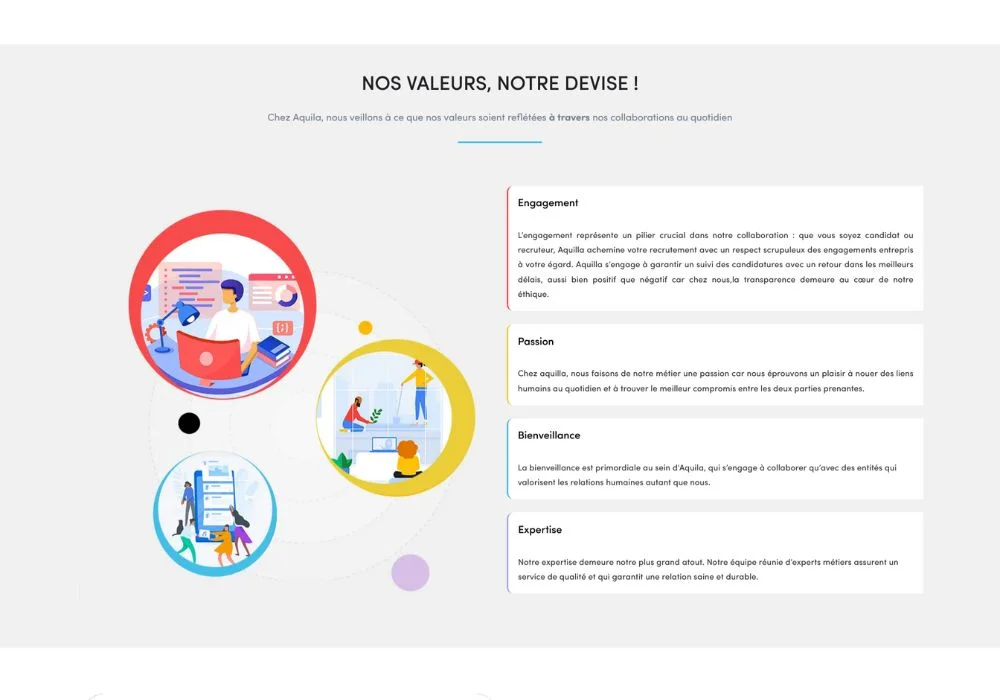 NOS VALEURS, NOTRE DEVISE !
Chez Aquila, nous veillons à ce que nos valeurs soient reflétées à travers nos collaborations au quotidien
Engagement
L'engagement représente un pilier crucial dans notre collaboration : que vous soyez candidat ou
recruteur, Aquilla achemine votre recrutement avec un respect scrupuleux des engagements entrepris
à votre égard. Aquilla s'engage à garantir un suivi des candidatures avec un retour dans les meilleurs
délais, aussi bien positif que négatif car chez nous,la transparence demeure au cœur de notre
éthique.
Passion
Chez aquilla, nous faisons de notre métier une passion car nous éprouvons un plaisir à nouer des liens
humains au quotidien et à trouver le meilleur compromis entre les deux parties prenantes.
Bienveillance
La bienveillance est primordiale au sein d'Aquila, qui s'engage à collaborer qu'avec des entités qui
valorisent les relations humaines autant que nous.
Expertise
Notre expertise demeure notre plus grand atout. Notre équipe réunie d'experts métiers assurent un
service de qualité et qui garantit une relation saine et durable.